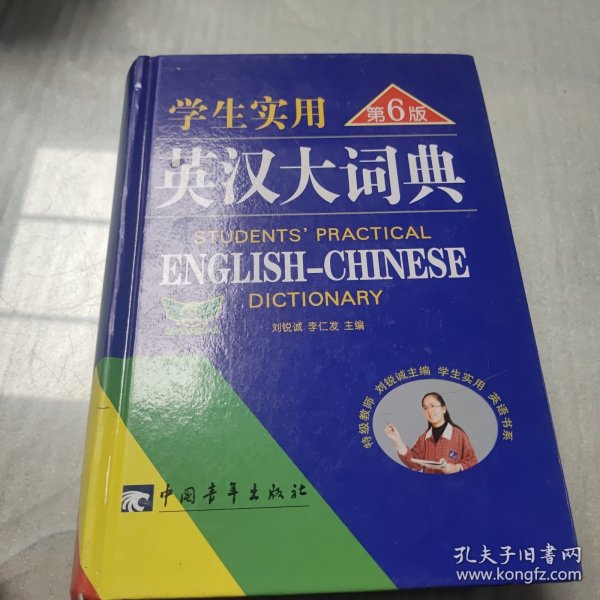 学生实用
第6版
英汉大词典
STUDENTS' PRACTICAL
ENGLISH-CHINESE
DICTIONARY
刘锐诚 李仁发 主编
特级教师 刘锐诚主编 学生实用 英语书系
中国青年出版社
孔夫子旧书网
www.kongfz.com